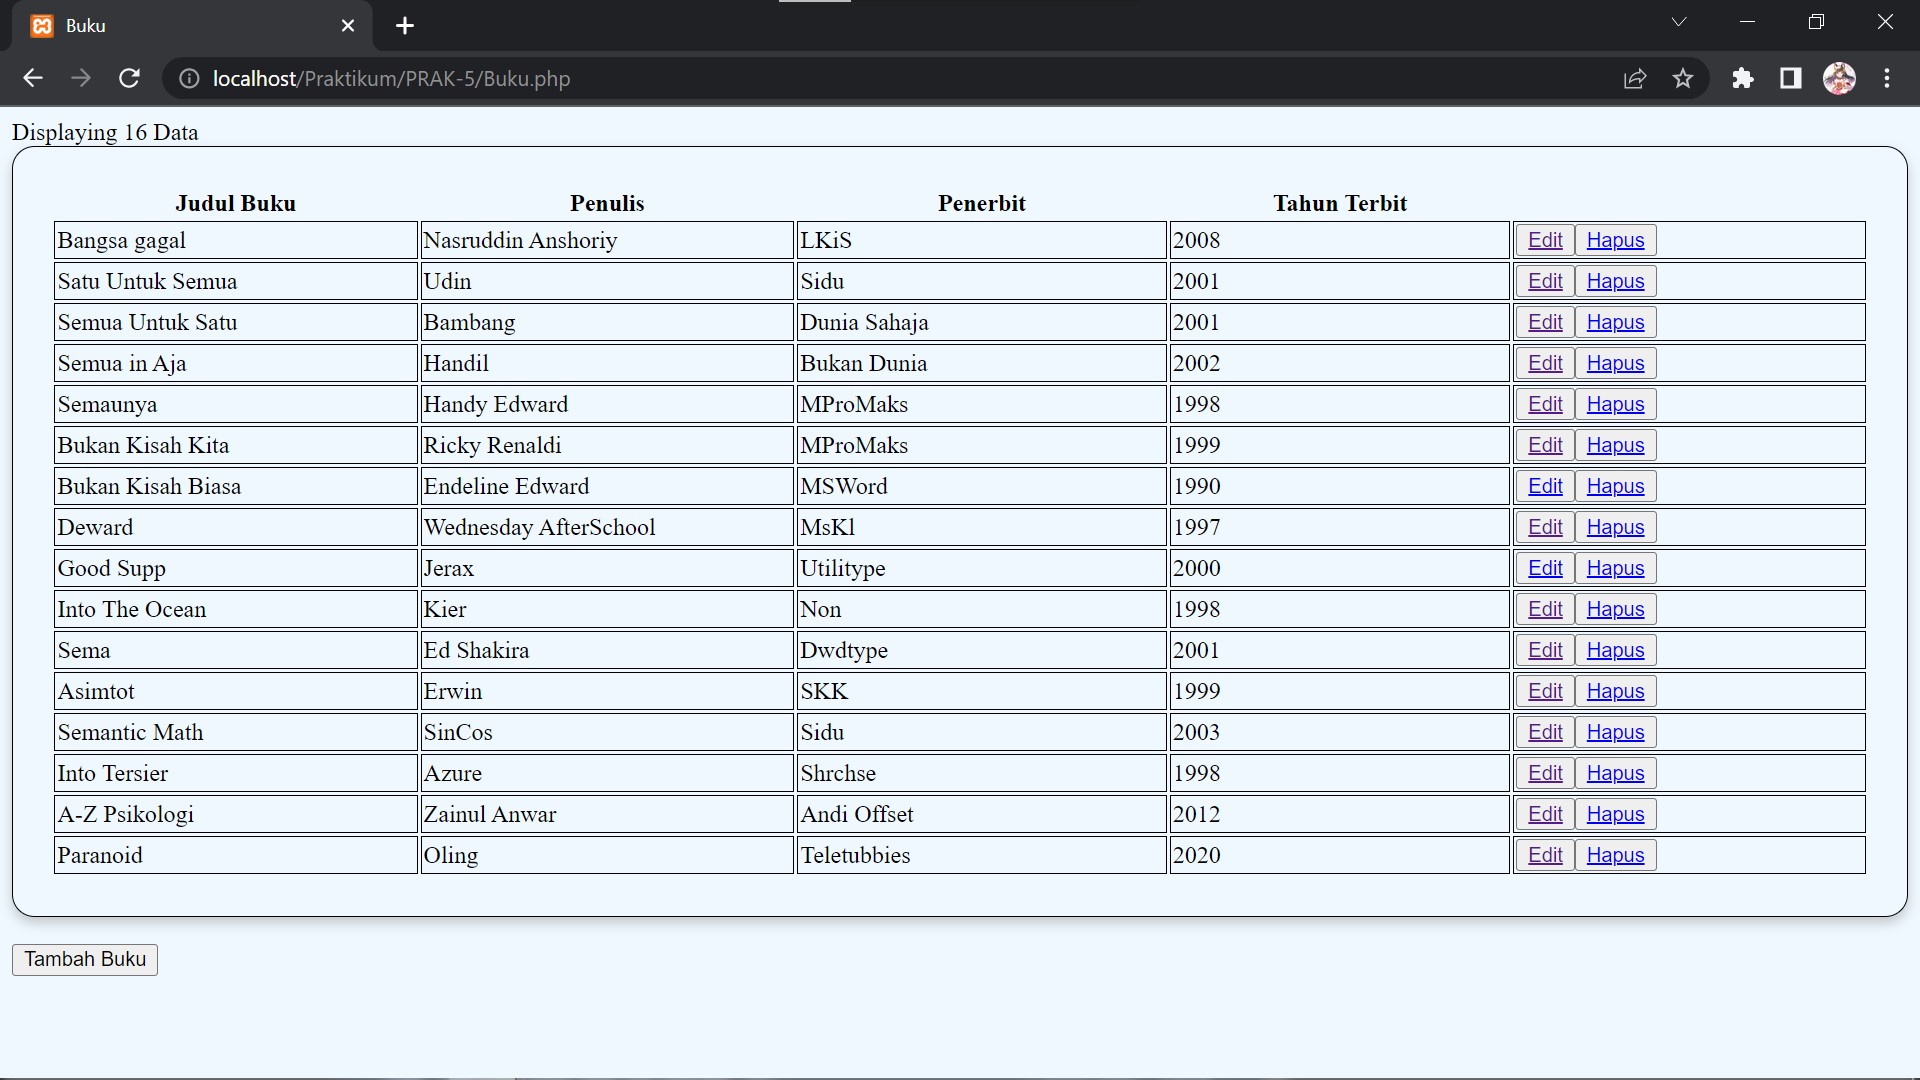 Buku
localhost/Praktikum/PRAK-5/Buku.php
Displaying 16 Data
Judul Buku Penulis Penerbit Tahun Terbit
Bangsa gagal Nasruddin Anshoriy LKiS 2008 Edit Hapus
Satu Untuk Semua Udin Sidu 2001 Edit Hapus
Semua Untuk Satu Bambang Dunia Sahaja 2001 Edit Hapus
Semua in Aja Handil Bukan Dunia 2002 Edit Hapus
Semaunya Handy Edward MProMaks 1998 Edit Hapus
Bukan Kisah Kita Ricky Renaldi MProMaks 1999 Edit Hapus
Bukan Kisah Biasa Endeline Edward MSWord 1990 Edit Hapus
Deward Wednesday AfterSchool MsKl 1997 Edit Hapus
Good Supp Jerax Utilitype 2000 Edit Hapus
Into The Ocean Kier Non 1998 Edit Hapus
Sema Ed Shakira Dwdtype 2001 Edit Hapus
Asimtot Erwin SKK 1999 Edit Hapus
Semantic Math SinCos Sidu 2003 Edit Hapus
Into Tersier Azure Shrchse 1998 Edit Hapus
A-Z Psikologi Zainul Anwar Andi Offset 2012 Edit Hapus
Paranoid Oling Teletubbies 2020 Edit Hapus
Tambah Buku